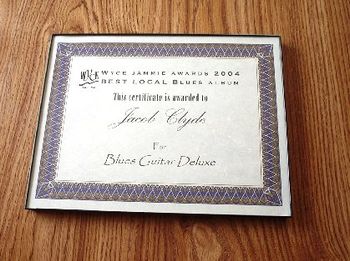 WYCE
WYCE JAMMIE AWARDS 2004
BEST LOCAL BLUES ALBUM
This certificate is awarded to
Jacob Clyde
For
Blues Guitar Deluxe